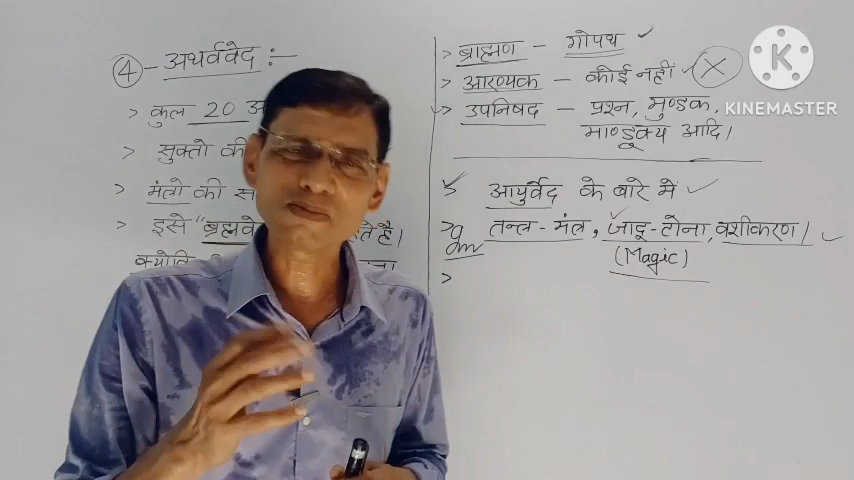 ④ - अथर्ववेद :-
> कुल 20 अ
> सुक्तो की
> मंत्रो की स
> इसे "ब्रह्मवे ते है।
क्योकि
> ब्राह्मण - गोपथ ✓
> आरण्यक - कोई नहीं ✓ X
> उपनिषद - प्रश्न, मुण्डक,
माण्डूक्य आदि।
आयुर्वेद के बारे में ✓
> तन्त्र-मंत्र, जादू-टोना, वशीकरण। ✓
(Magic)
>
K
KINEMASTER